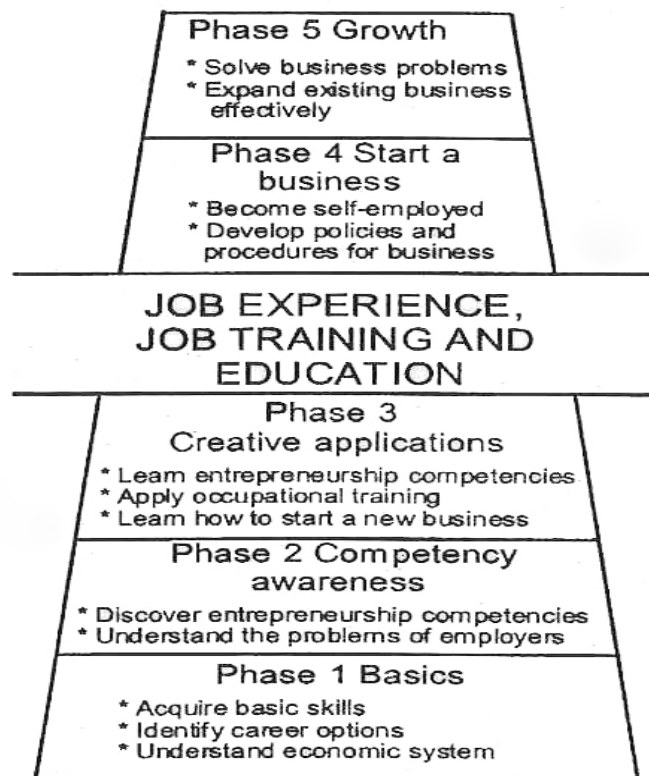 Phase 5 Growth
* Solve business problems
* Expand existing business
effectively
Phase 4 Start a
business
* Become self-employed
* Develop policies and
procedures for business
JOB EXPERIENCE,
JOB TRAINING AND
EDUCATION
Phase 3
Creative applications
* Learn entrepreneurship competencies
* Apply occupational training
* Learn how to start a new business
Phase 2 Competency
awareness
* Discover entrepreneurship competencies
* Understand the problems of employers
Phase 1 Basics
* Acquire basic skills
* Identify career options
* Understand economic system